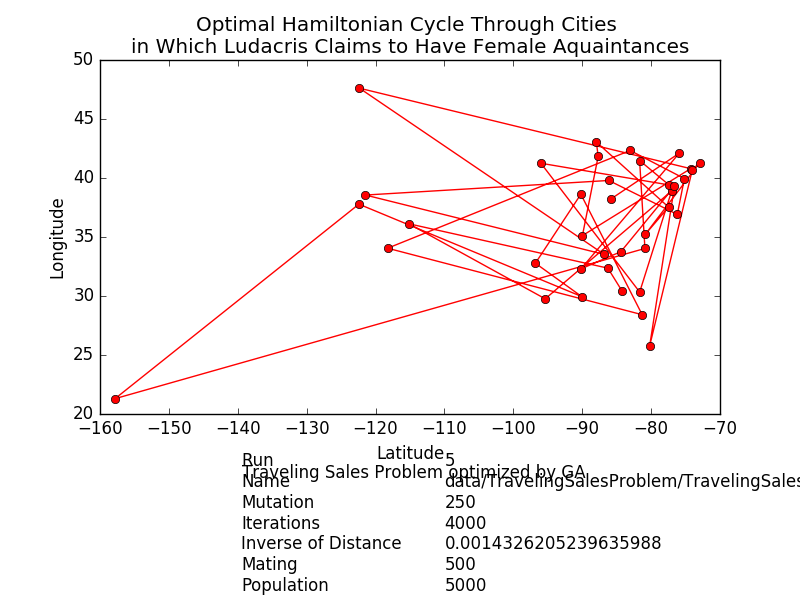 Optimal Hamiltonian Cycle Through Cities
in Which Ludacris Claims to Have Female Aquaintances
50
45
40
35
30
25
20
Longitude
−160 −150 −140 −130 −120 −110 −100 −90 −80 −70
Latitude
Run 5
Traveling Sales Problem optimized by GA
Name data/TravelingSalesProblem/TravelingSales
Mutation 250
Iterations 4000
Inverse of Distance 0.0014326205239635988
Mating 500
Population 5000